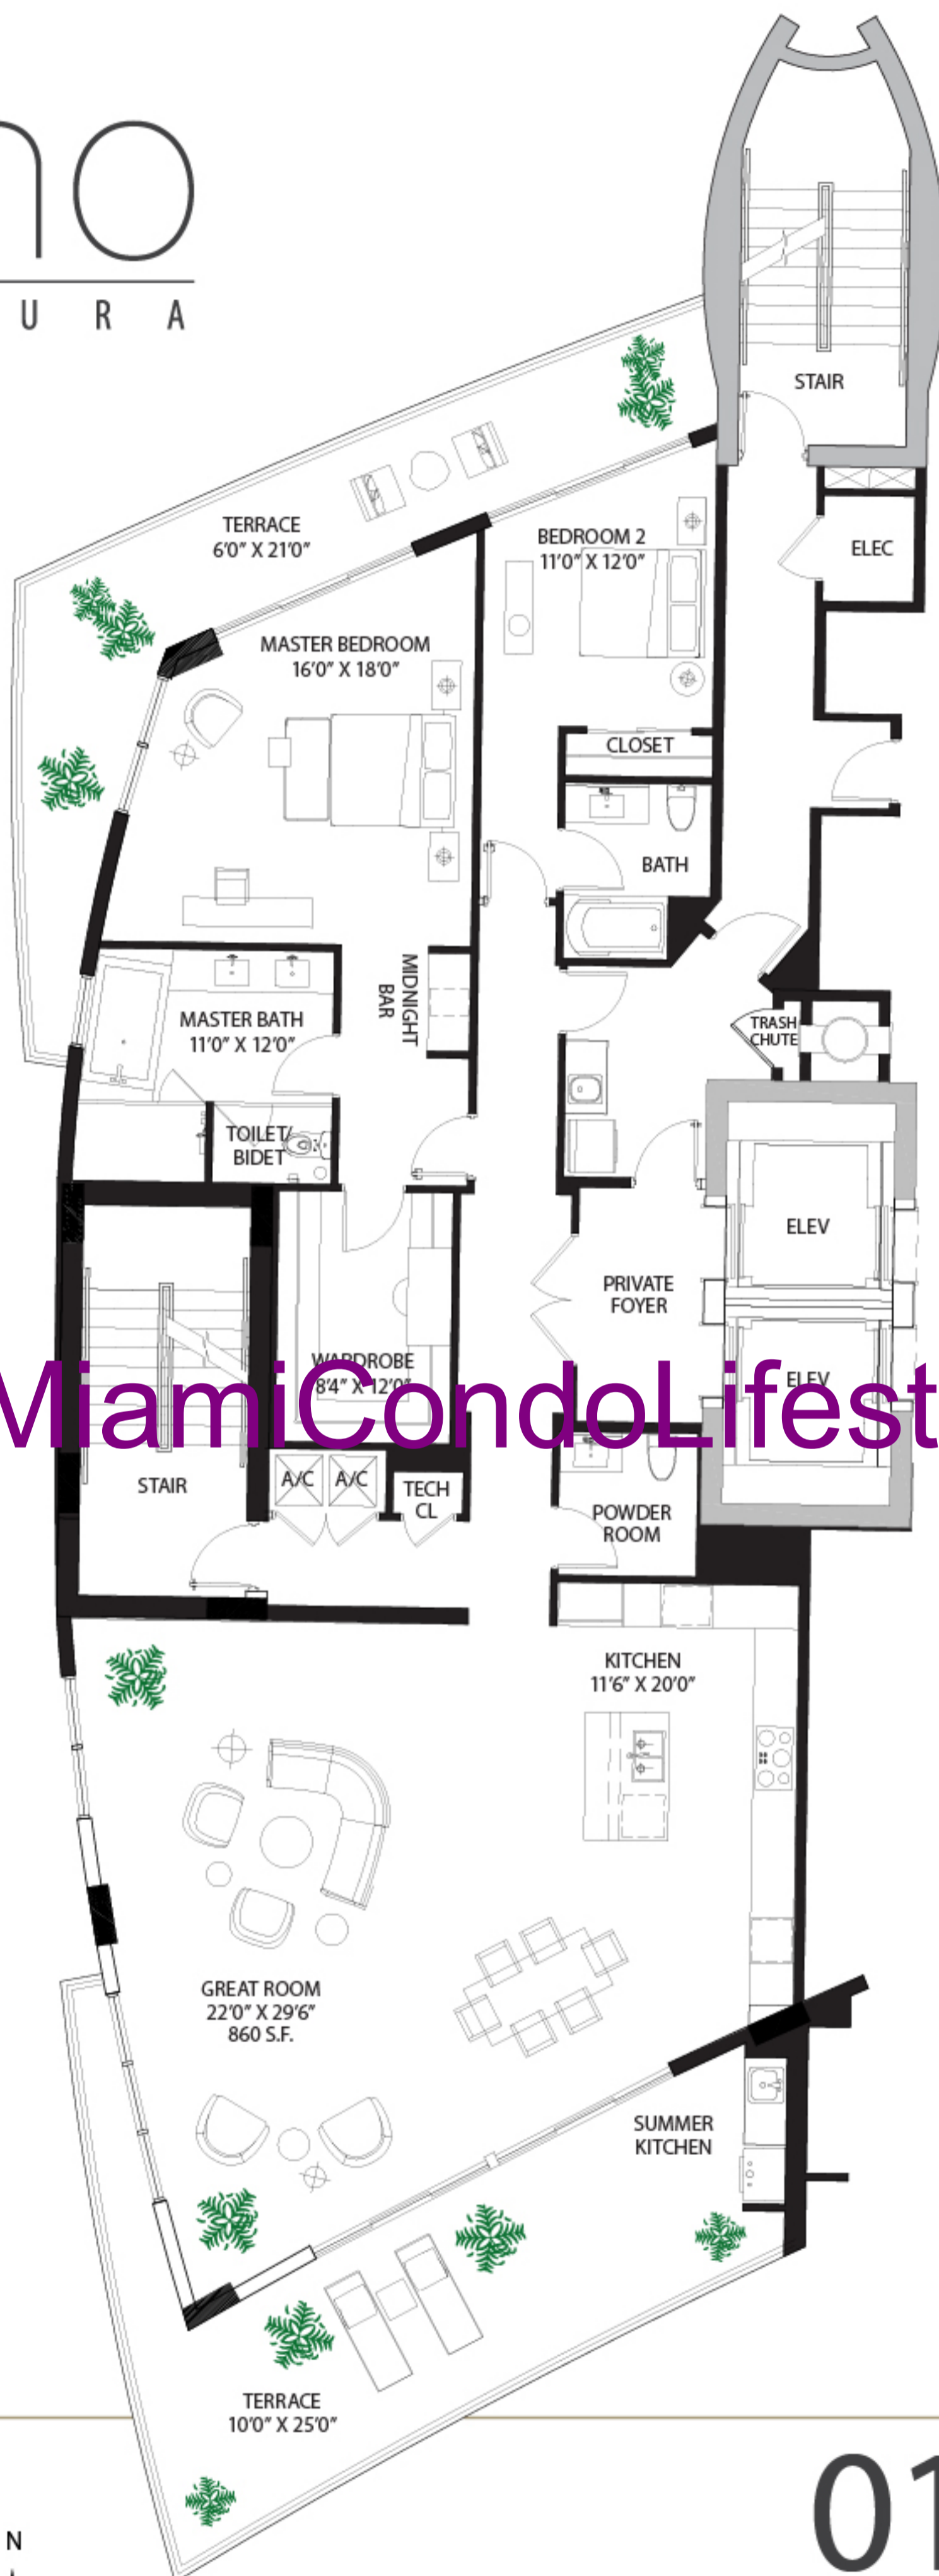 no
U R A
STAIR
TERRACE
6'0" X 21'0"
BEDROOM 2
11'0" X 12'0"
ELEC
MASTER BEDROOM
16'0" X 18'0"
CLOSET
BATH
MIDNIGHT
BAR
MASTER BATH
11'0" X 12'0"
TRASH
CHUTE
TOILET/
BIDET
ELEV
PRIVATE
FOYER
WARDROBE
8'4" X 12'0"
ELEV
MiamiCondoLifest
STAIR
A/C
A/C
TECH
CL
POWDER
ROOM
KITCHEN
11'6" X 20'0"
GREAT ROOM
22'0" X 29'6"
860 S.F.
SUMMER
KITCHEN
TERRACE
10'0" X 25'0"
01
N